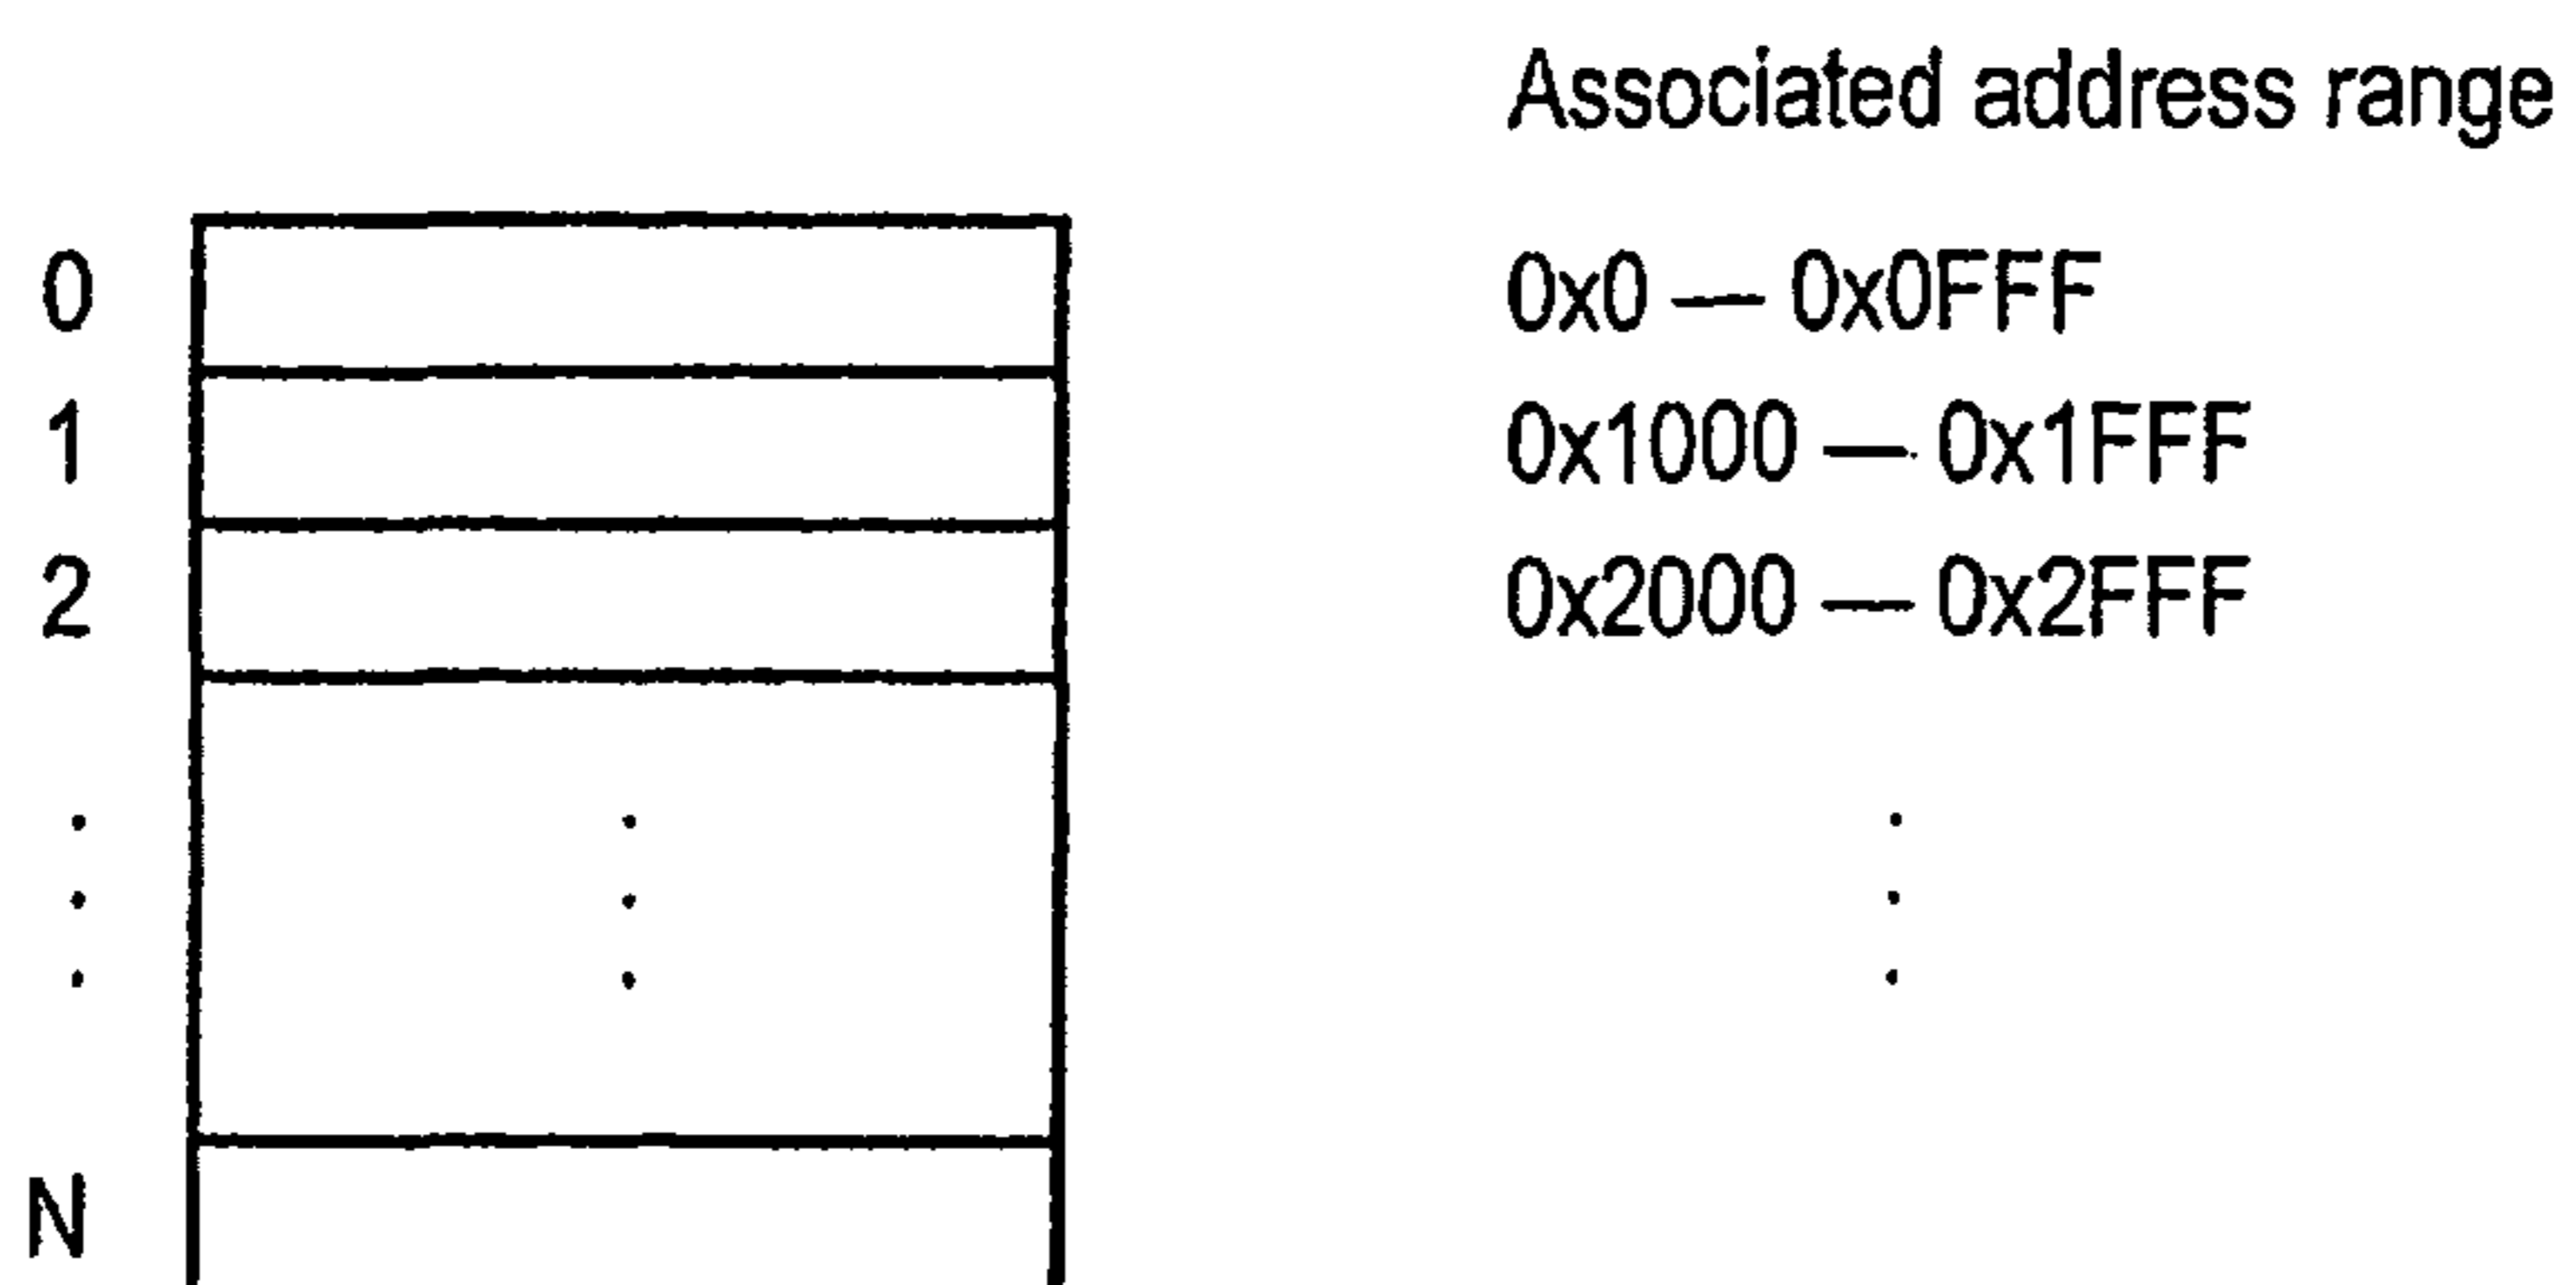 Associated address range
0 0x0 — 0x0FFF
1 0x1000 — 0x1FFF
2 0x2000 — 0x2FFF
N